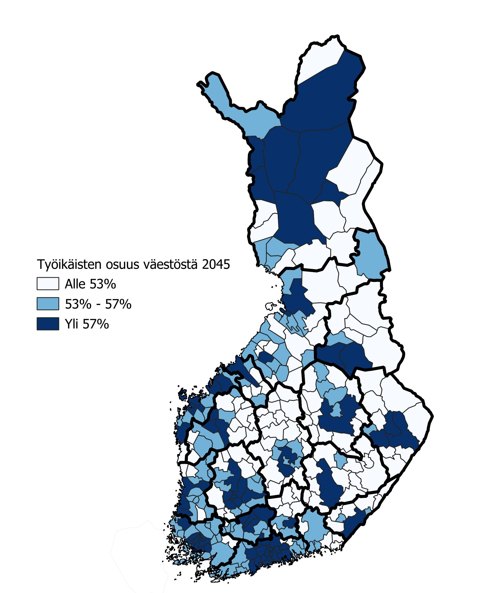 Työikäisten osuus väestöstä 2045
Alle 53%
53% - 57%
Yli 57%